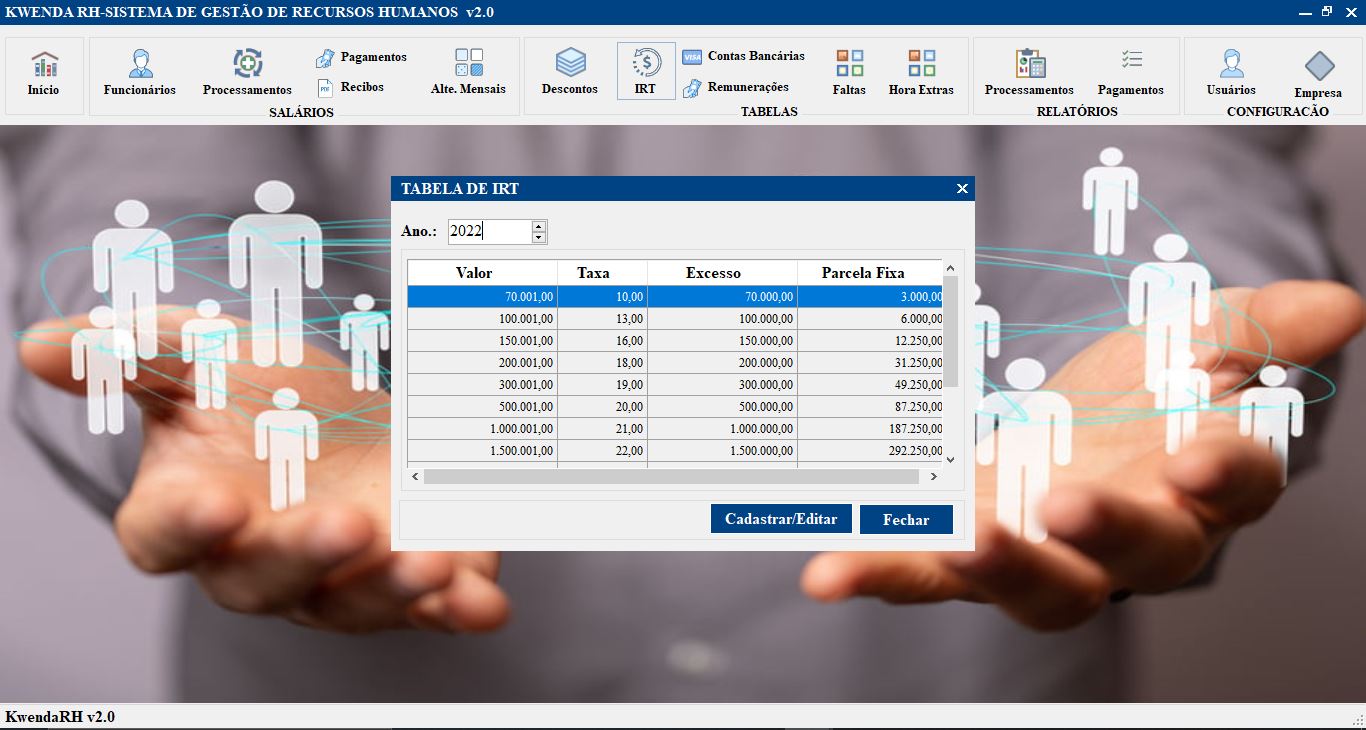 KWENDA RH-SISTEMA DE GESTÃO DE RECURSOS HUMANOS v2.0
Início
Funcionários
Processamentos
Pagamentos
Recibos
Alte. Mensais
SALÁRIOS
Descontos
IRT
VISA
Contas Bancárias
Remunerações
Faltas
Hora Extras
TABELAS
Processamentos
Pagamentos
RELATÓRIOS
Usuários
Empresa
CONFIGURACÃO
TABELA DE IRT
Ano.: 2022
Valor Taxa Excesso Parcela Fixa
70.001,00 10,00 70.000,00 3.000,00
100.001,00 13,00 100.000,00 6.000,00
150.001,00 16,00 150.000,00 12.250,00
200.001,00 18,00 200.000,00 31.250,00
300.001,00 19,00 300.000,00 49.250,00
500.001,00 20,00 500.000,00 87.250,00
1.000.001,00 21,00 1.000.000,00 187.250,00
1.500.001,00 22,00 1.500.000,00 292.250,00
Cadastrar/Editar Fechar
KwendaRH v2.0